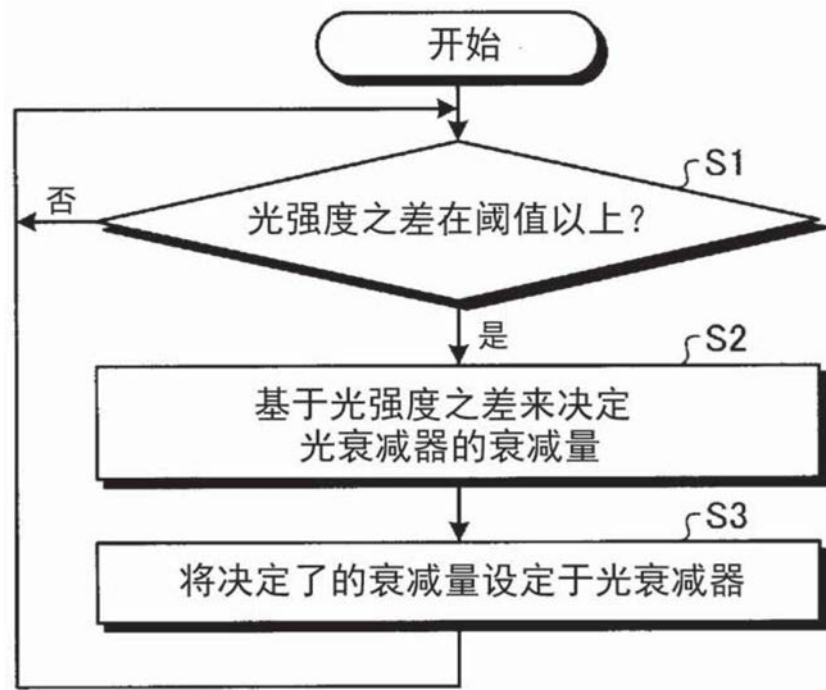 开始
S1
光强度之差在阈值以上?
否
是
S2
基于光强度之差来决定
光衰减器的衰减量
S3
将决定了的衰减量设定于光衰减器